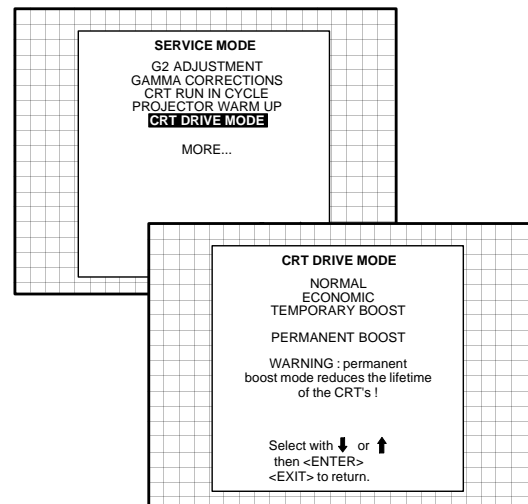 SERVICE MODE
G2 ADJUSTMENT
GAMMA CORRECTIONS
CRT RUN IN CYCLE
PROJECTOR WARM UP
CRT DRIVE MODE
MORE...
CRT DRIVE MODE
NORMAL
ECONOMIC
TEMPORARY BOOST
PERMANENT BOOST
WARNING : permanent
boost mode reduces the lifetime
of the CRT's !
Select with ⬇ or ⬆
then <ENTER>
<EXIT> to return.